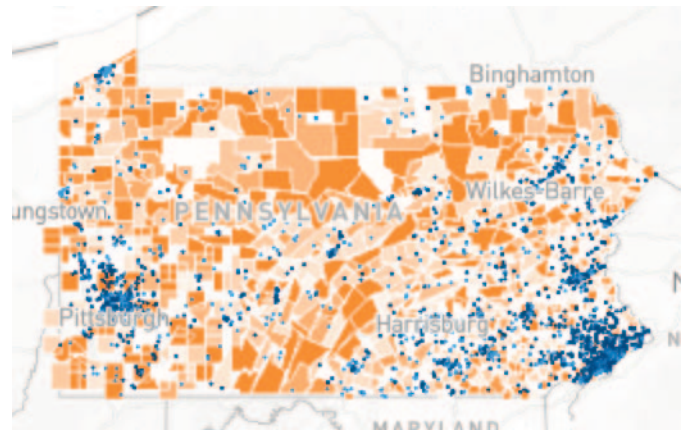 Binghamton
Wilkes-Barre
ungstown
PENNSYLVANIA
Pittsburgh
Harrisburg
N
N
MARYLAND